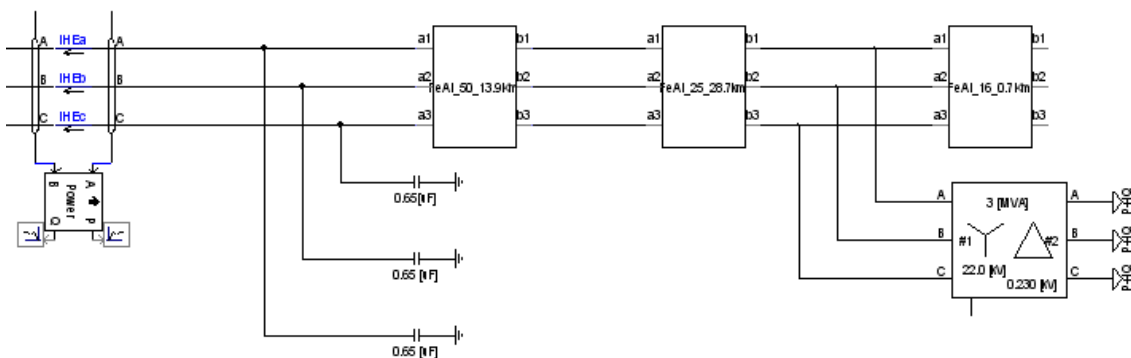 A IHEa A
B IHEb B
C IHEc C
B A
Power
Q P
a1 b1
a2 FeAl_50_13.9km b2
a3 b3
a1 b1
a2 FeAl_25_28.7km b2
a3 b3
a1 b1
a2 FeAl_16_0.7km b2
a3 b3
0.65 [uF]
0.65 [uF]
0.65 [uF]
A 3 [MVA] A
B #1 #2 B
C 22.0 [kV] C
0.230 [kV]
P+jQ
P+jQ
P+jQ